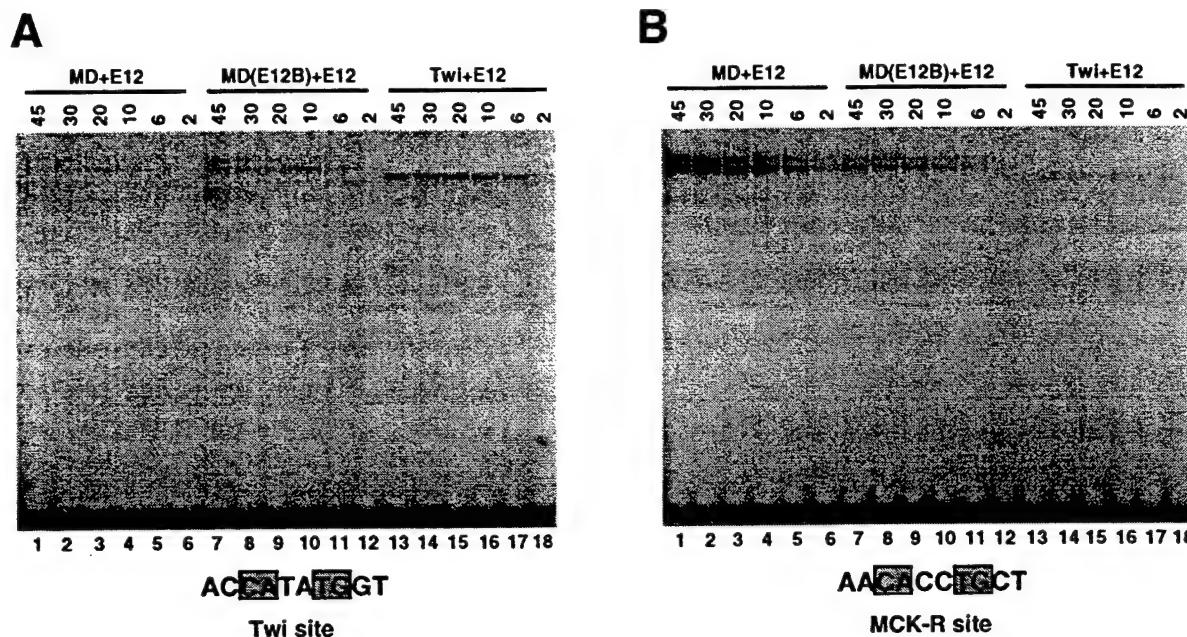 A
MD+E12 MD(E12B)+E12 Twi+E12
45 30 20 10 6 2 45 30 20 10 6 2 45 30 20 10 6 2
1 2 3 4 5 6 7 8 9 10 11 12 13 14 15 16 17 18
ACCATATGGT
Twi site
B
MD+E12 MD(E12B)+E12 Twi+E12
45 30 20 10 6 2 45 30 20 10 6 2 45 30 20 10 6 2
1 2 3 4 5 6 7 8 9 10 11 12 13 14 15 16 17 18
AACACCTGCT
MCK-R site